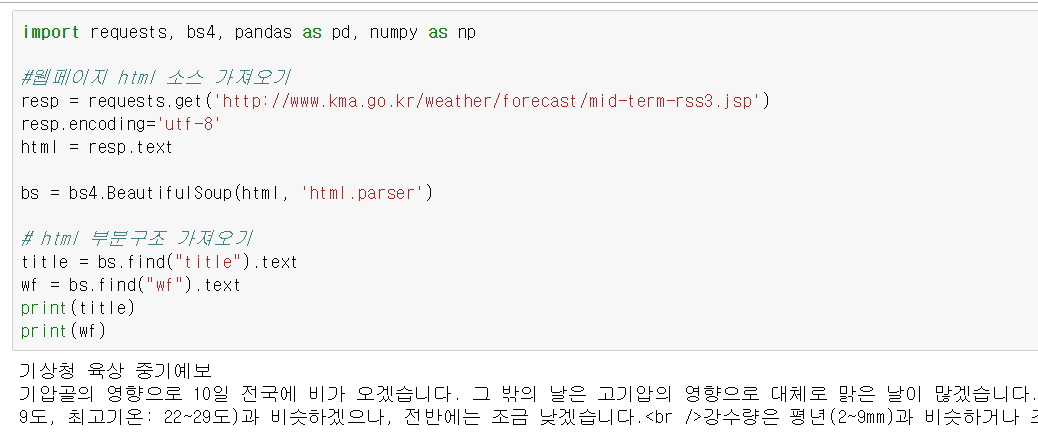 import requests, bs4, pandas as pd, numpy as np
#웹페이지 html 소스 가져오기
resp = requests.get('http://www.kma.go.kr/weather/forecast/mid-term-rss3.jsp')
resp.encoding='utf-8'
html = resp.text
bs = bs4.BeautifulSoup(html, 'html.parser')
# html 부분구조 가져오기
title = bs.find("title").text
wf = bs.find("wf").text
print(title)
print(wf)
기상청 육상 중기예보
기압골의 영향으로 10일 전국에 비가 오겠습니다. 그 밖의 날은 고기압의 영향으로 대체로 맑은 날이 많겠습니다.
9도, 최고기온: 22~29도)과 비슷하겠으나, 전반에는 조금 낮겠습니다.<br />강수량은 평년(2~9mm)과 비슷하거나